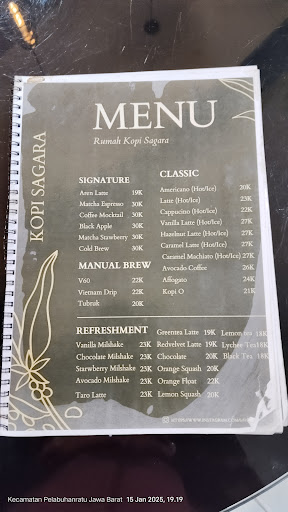 MENU
Rumah Kopi Sagara
KOPI SAGARA
SIGNATURE
Aren Latte 19K
Matcha Espresso 30K
Coffee Mocktail 30K
Black Apple 30K
Matcha Stawberry 30K
Cold Brew 30K
MANUAL BREW
V60 22K
Vietnam Drip 22K
Tubruk 20K
CLASSIC
Americano (Hot/Ice) 20K
Latte (Hot/Ice) 23K
Cappucino (Hot/Ice) 22K
Vanilla Latte (Hot/Ice) 27K
Hazelnut Latte (Hot/Ice) 27K
Caramel Latte (Hot/Ice) 27K
Caramel Machiato (Hot/Ice) 27K
Avocado Coffee 26K
Affogato 24K
Kopi O 21K
REFRESHMENT
Vanilla Milshake 23K
Chocolate Milshake 23K
Starwberry Milshake 23K
Avocado Milshake 23K
Taro Latte 23K
Greentea Latte 19K
Redvelvet Latte 19K
Chocolate 20K
Orange Squash 20K
Orange Float 22K
Lemon Squash 20K
Lemon tea 18K
Lychee Tea 18K
Black Tea 18K
Kecamatan Pelabuhanratu Jawa Barat 15 Jan 2025, 19.19